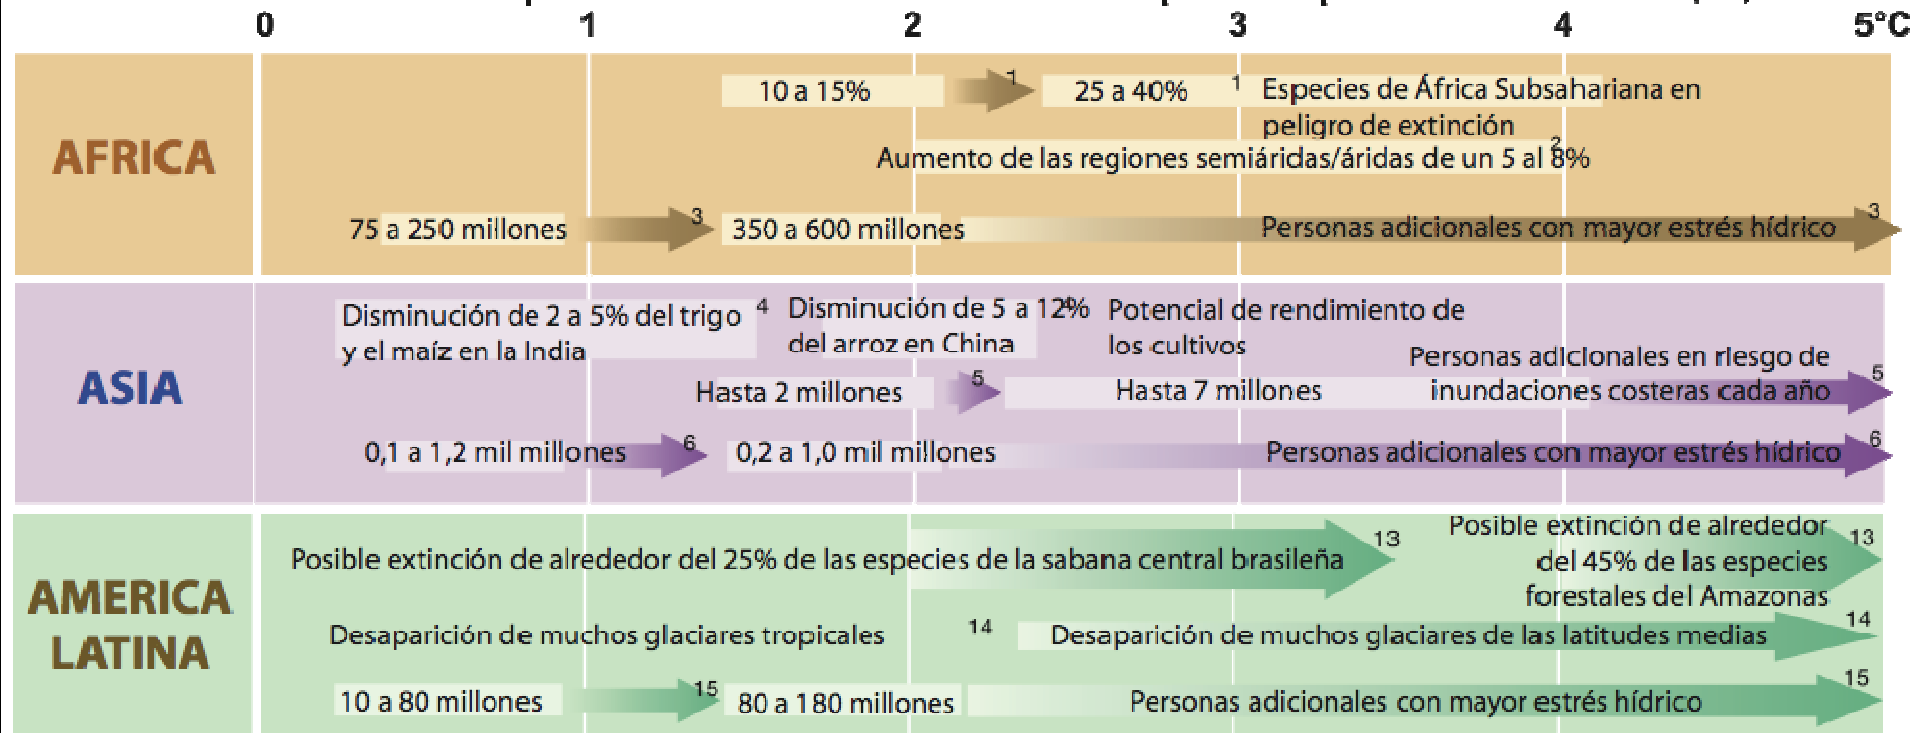 0 1 2 3 4 5°C
AFRICA
10 a 15% 1 25 a 40% 1 Especies de África Subsahariana en
peligro de extinción
Aumento de las regiones semiáridas/áridas de un 5 al 8% 2
75 a 250 millones 3 350 a 600 millones Personas adicionales con mayor estrés hídrico 3
ASIA
Disminución de 2 a 5% del trigo 4
y el maíz en la India
Disminución de 5 a 12% 4
del arroz en China
Potencial de rendimiento de
los cultivos
Hasta 2 millones 5 Hasta 7 millones
Personas adicionales en riesgo de
inundaciones costeras cada año 5
0,1 a 1,2 mil millones 6 0,2 a 1,0 mil millones Personas adicionales con mayor estrés hídrico 6
AMERICA
LATINA
Posible extinción de alrededor del 25% de las especies de la sabana central brasileña 13
Posible extinción de alrededor 13
del 45% de las especies
forestales del Amazonas
Desaparición de muchos glaciares tropicales 14 Desaparición de muchos glaciares de las latitudes medias 14
10 a 80 millones 15 80 a 180 millones Personas adicionales con mayor estrés hídrico 15